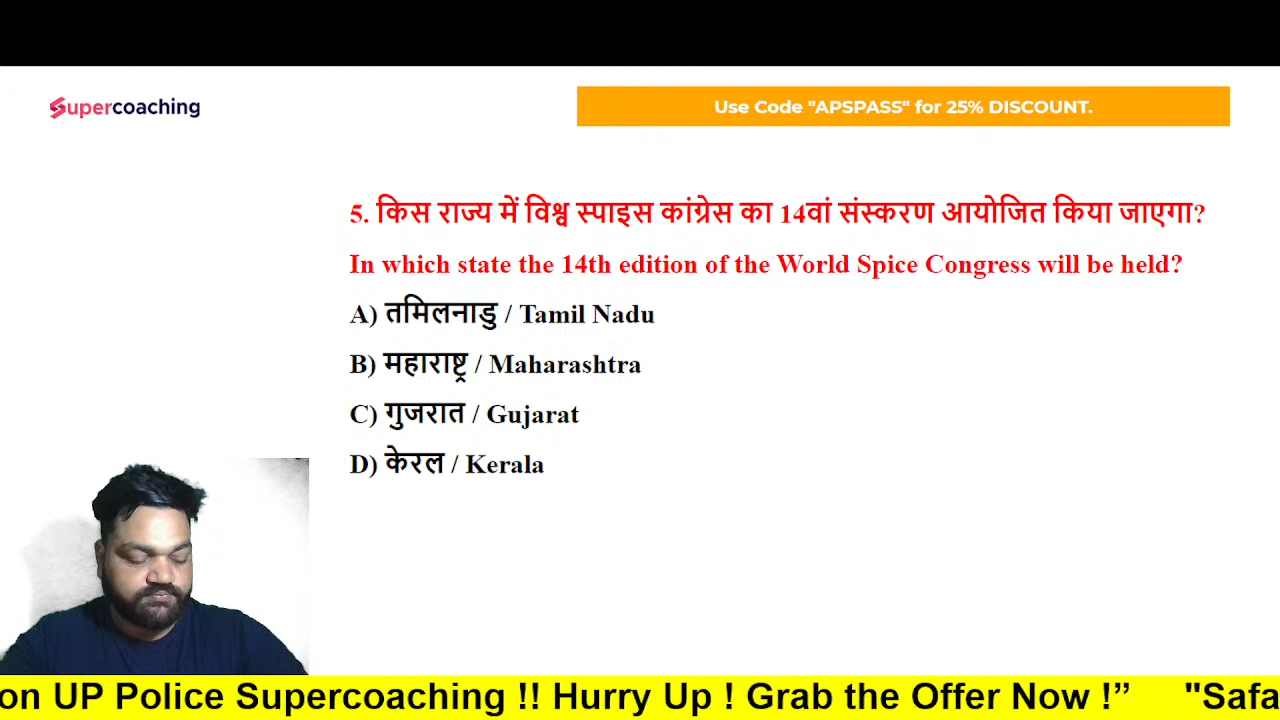 Supercoaching
Use Code "APSPASS" for 25% DISCOUNT.
5. किस राज्य में विश्व स्पाइस कांग्रेस का 14वां संस्करण आयोजित किया जाएगा?
In which state the 14th edition of the World Spice Congress will be held?
A) तमिलनाडु / Tamil Nadu
B) महाराष्ट्र / Maharashtra
C) गुजरात / Gujarat
D) केरल / Kerala
on UP Police Supercoaching !! Hurry Up ! Grab the Offer Now !” "Safa